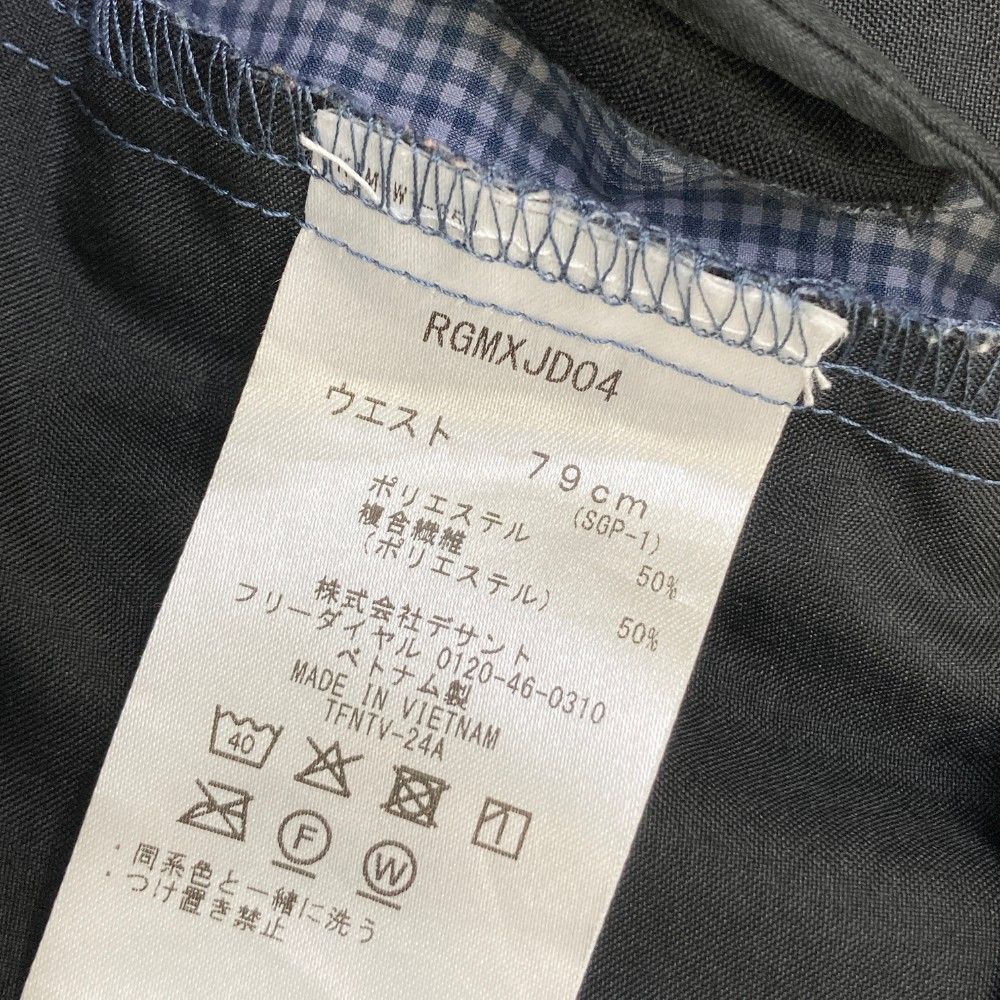 RGMXJD04
ウエスト 79cm
(SGP-1)
ポリエステル 50%
複合繊維
(ポリエステル) 50%
株式会社デサント
フリーダイヤル 0120-46-0310
ベトナム製
MADE IN VIETNAM
TFNTV-24A
40
F
W
・同系色と一緒に洗う
・つけ置き禁止